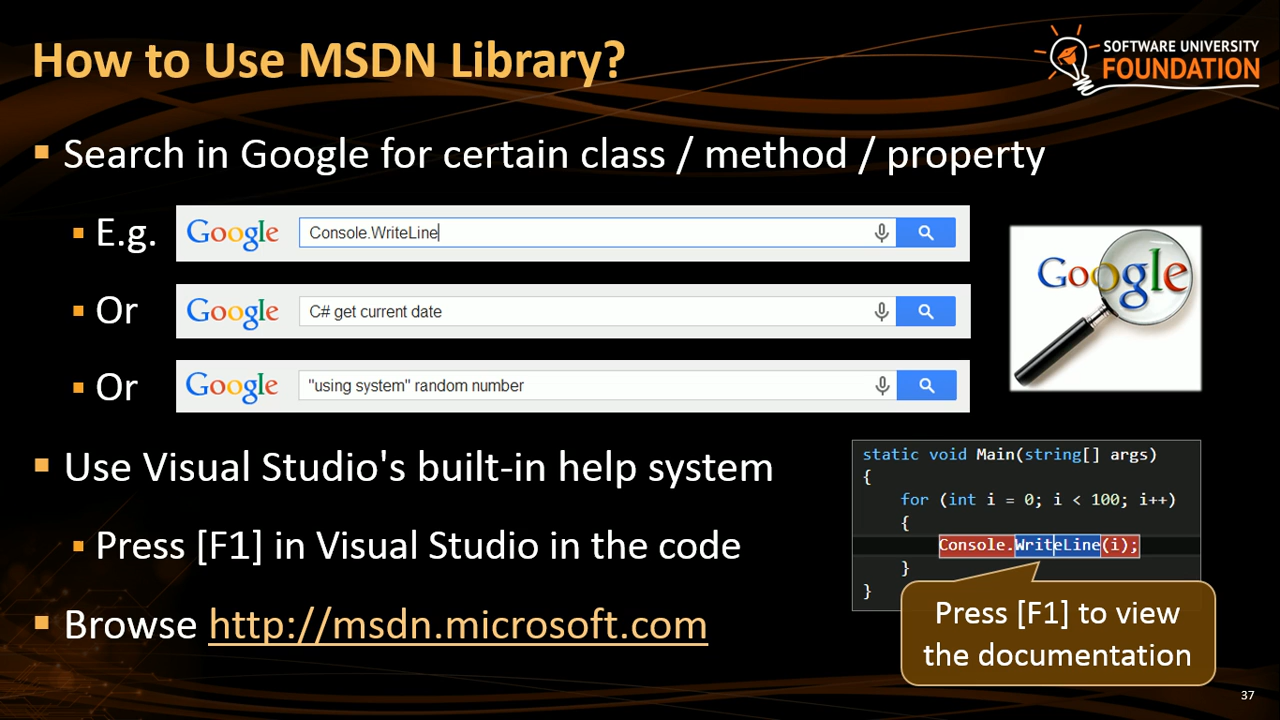 How to Use MSDN Library?
SOFTWARE UNIVERSITY
FOUNDATION
Search in Google for certain class / method / property
E.g.
Google
Console.WriteLine
Or
Google
C# get current date
Or
Google
"using system" random number
Google
Use Visual Studio's built-in help system
Press [F1] in Visual Studio in the code
Browse http://msdn.microsoft.com
static void Main(string[] args)
{
for (int i = 0; i < 100; i++)
{
Console.WriteLine(i);
}
}
Press [F1] to view
the documentation
37